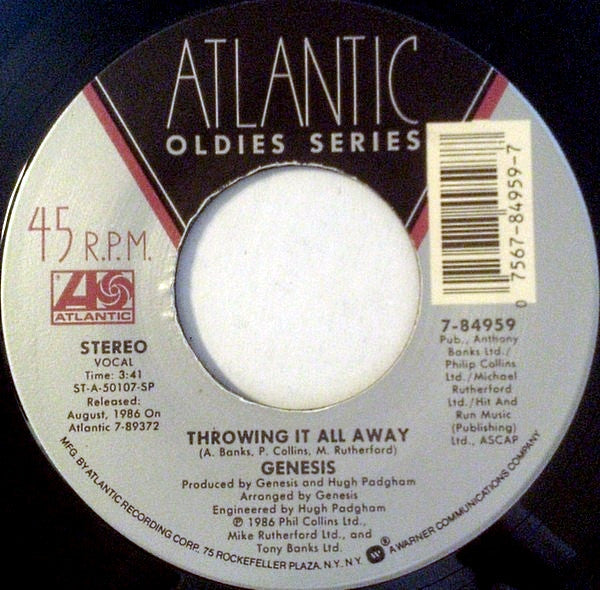 ATLANTIC
OLDIES SERIES
45 R.P.M.
ATLANTIC
STEREO
VOCAL
Time: 3:41
ST-A-50107-SP
Released:
August, 1986 On
Atlantic 7-89372
0 7567-84959-7
7-84959
Pub., Anthony
Banks Ltd./
Philip Collins
Ltd./Michael
Rutherford
Ltd./Hit And
Run Music
(Publishing)
Ltd., ASCAP
THROWING IT ALL AWAY
(A. Banks, P. Collins, M. Rutherford)
GENESIS
Produced by Genesis and Hugh Padgham
Arranged by Genesis
Engineered by Hugh Padgham
℗ 1986 Phil Collins Ltd.,
Mike Rutherford Ltd., and
Tony Banks Ltd.
MFG. BY ATLANTIC RECORDING CORP. 75 ROCKEFELLER PLAZA, N.Y., N.Y. ® A WARNER COMMUNICATIONS COMPANY